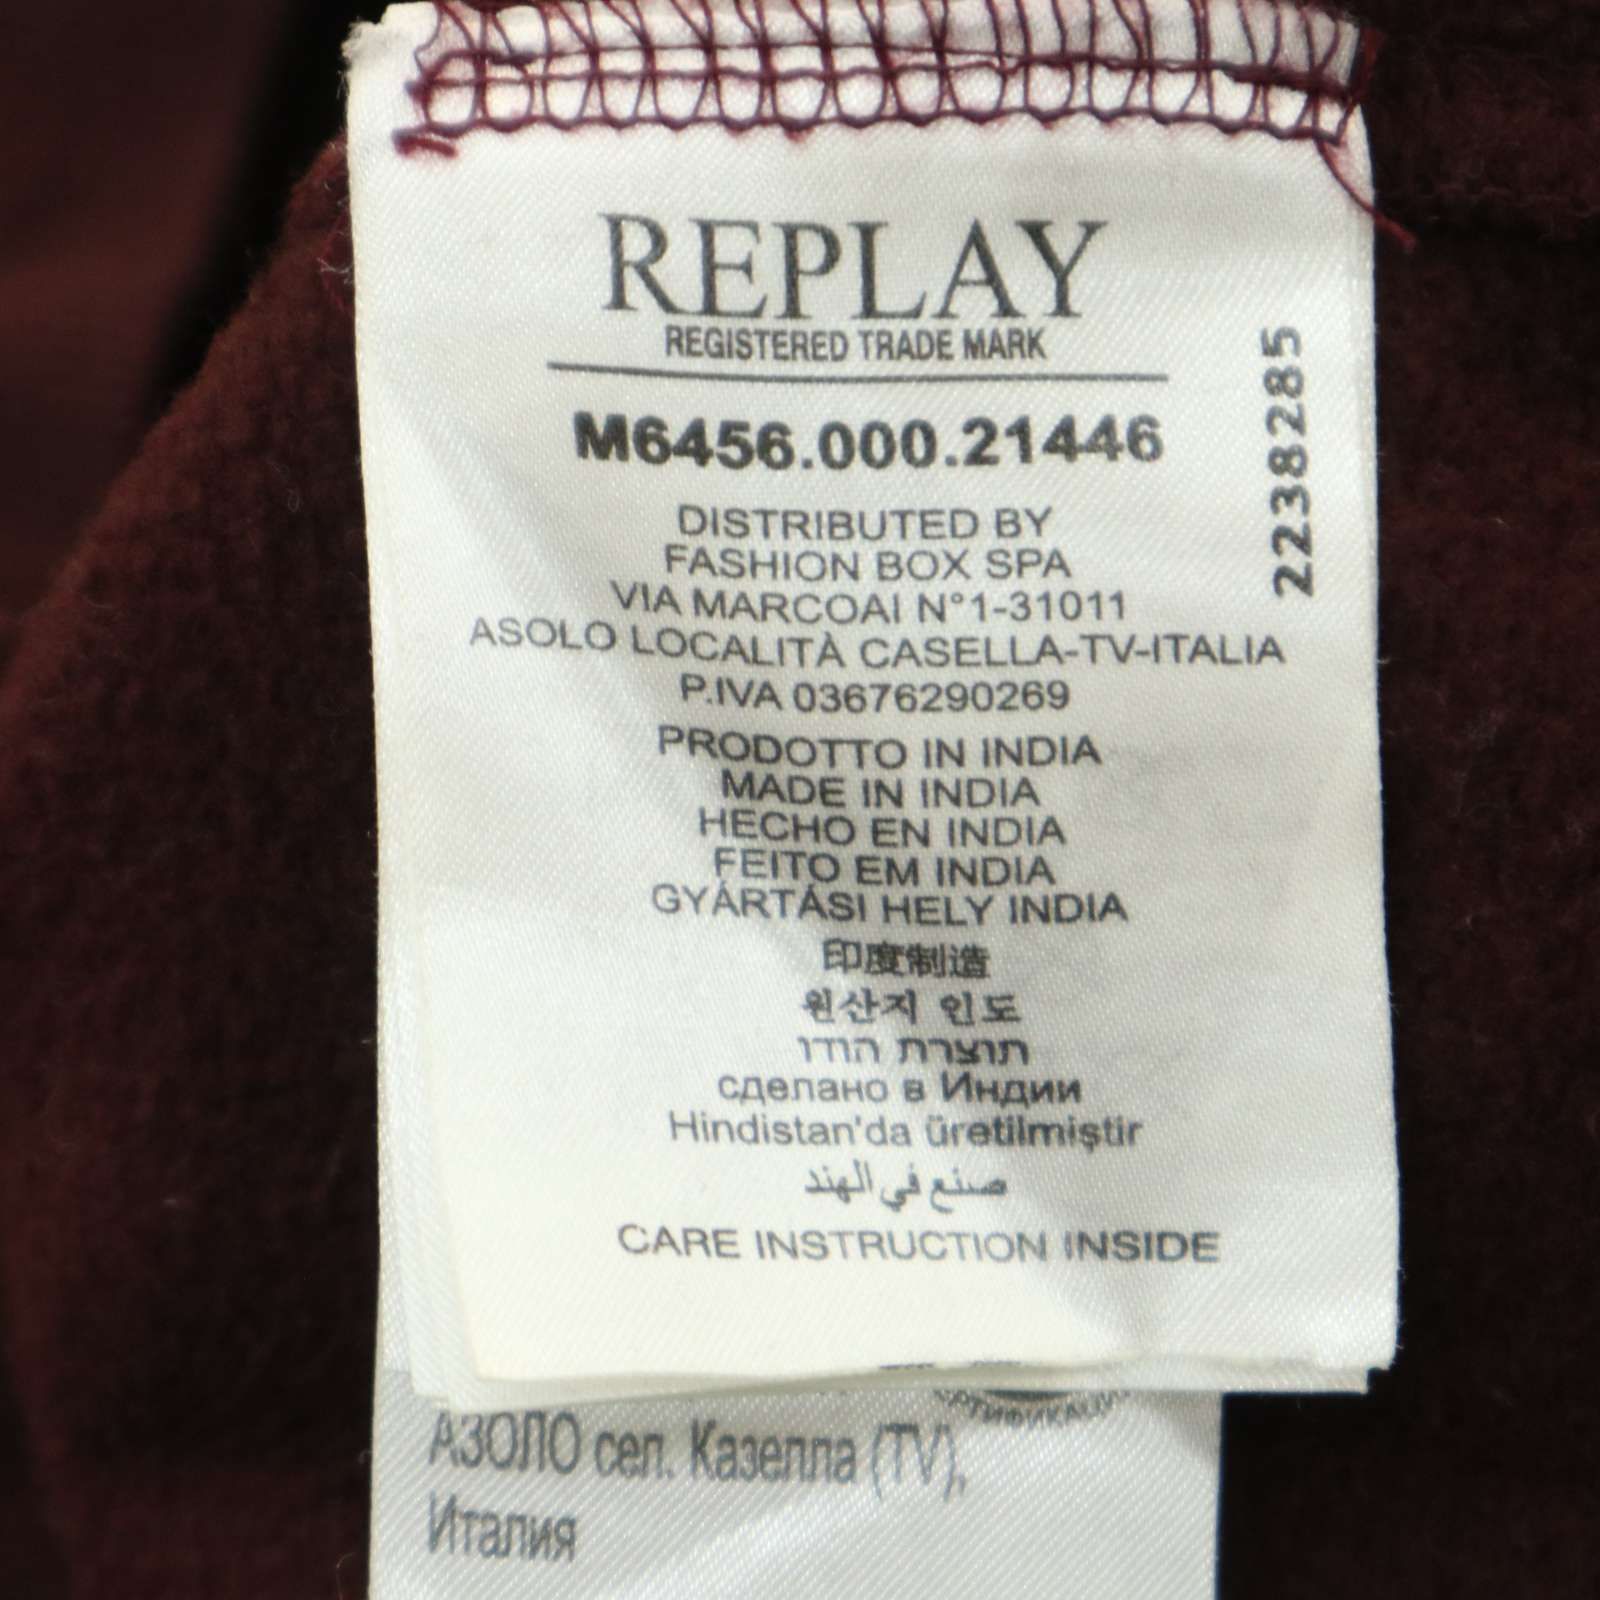 REPLAY
REGISTERED TRADE MARK
M6456.000.21446
2238285
DISTRIBUTED BY
FASHION BOX SPA
VIA MARCOAI N°1-31011
ASOLO LOCALITÀ CASELLA-TV-ITALIA
P.IVA 03676290269
PRODOTTO IN INDIA
MADE IN INDIA
HECHO EN INDIA
FEITO EM INDIA
GYÁRTÁSI HELY INDIA
印度制造
원산지 인도
תוצרת הודו
сделано в Индии
Hindistan'da üretilmiştir
صنع في الهند
CARE INSTRUCTION INSIDE
АЗОЛО сел. Казелла (TV),
Италия